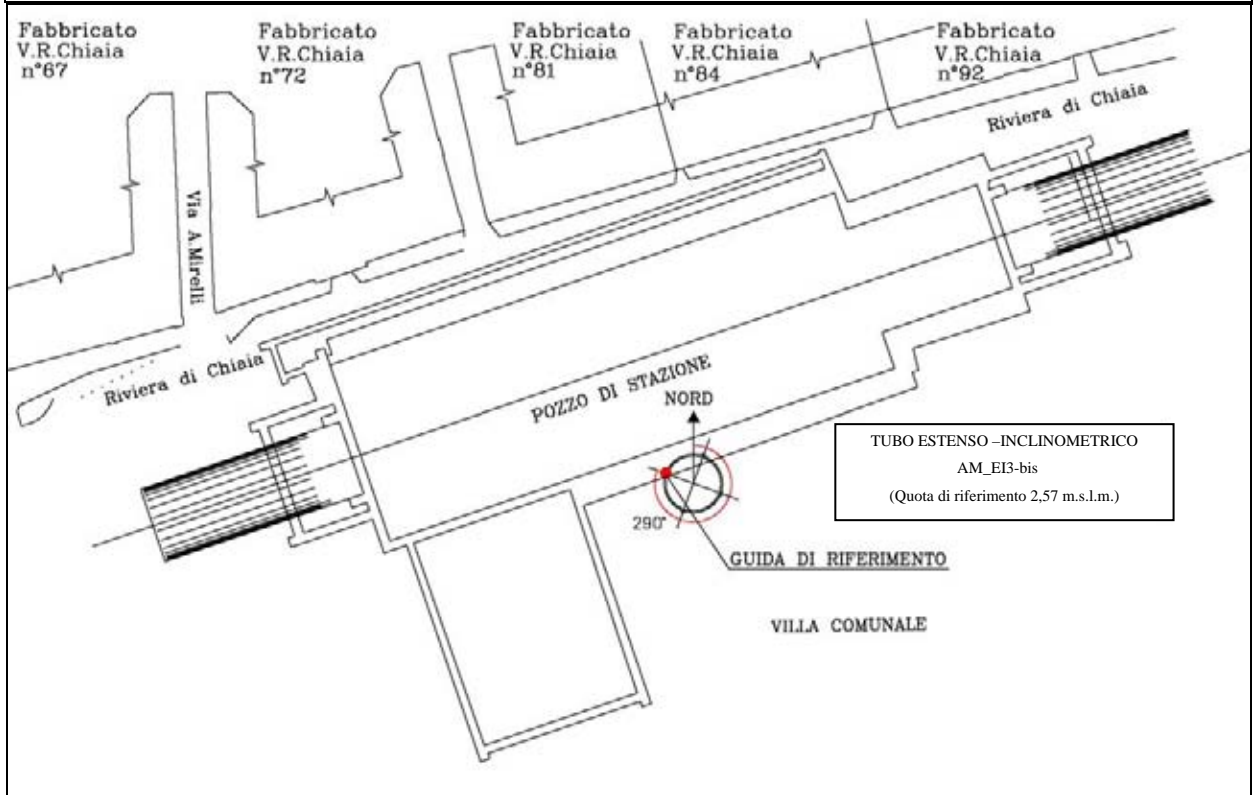 Fabbricato
V.R.Chiaia
n°67
Fabbricato
V.R.Chiaia
n°72
Fabbricato
V.R.Chiaia
n°81
Fabbricato
V.R.Chiaia
n°84
Fabbricato
V.R.Chiaia
n°92
Riviera di Chiaia
Via A.Mirelli
Riviera di Chiaia
POZZO DI STAZIONE
NORD
TUBO ESTENSO –INCLINOMETRICO
AM_EI3-bis
(Quota di riferimento 2,57 m.s.l.m.)
290°
GUIDA DI RIFERIMENTO
VILLA COMUNALE